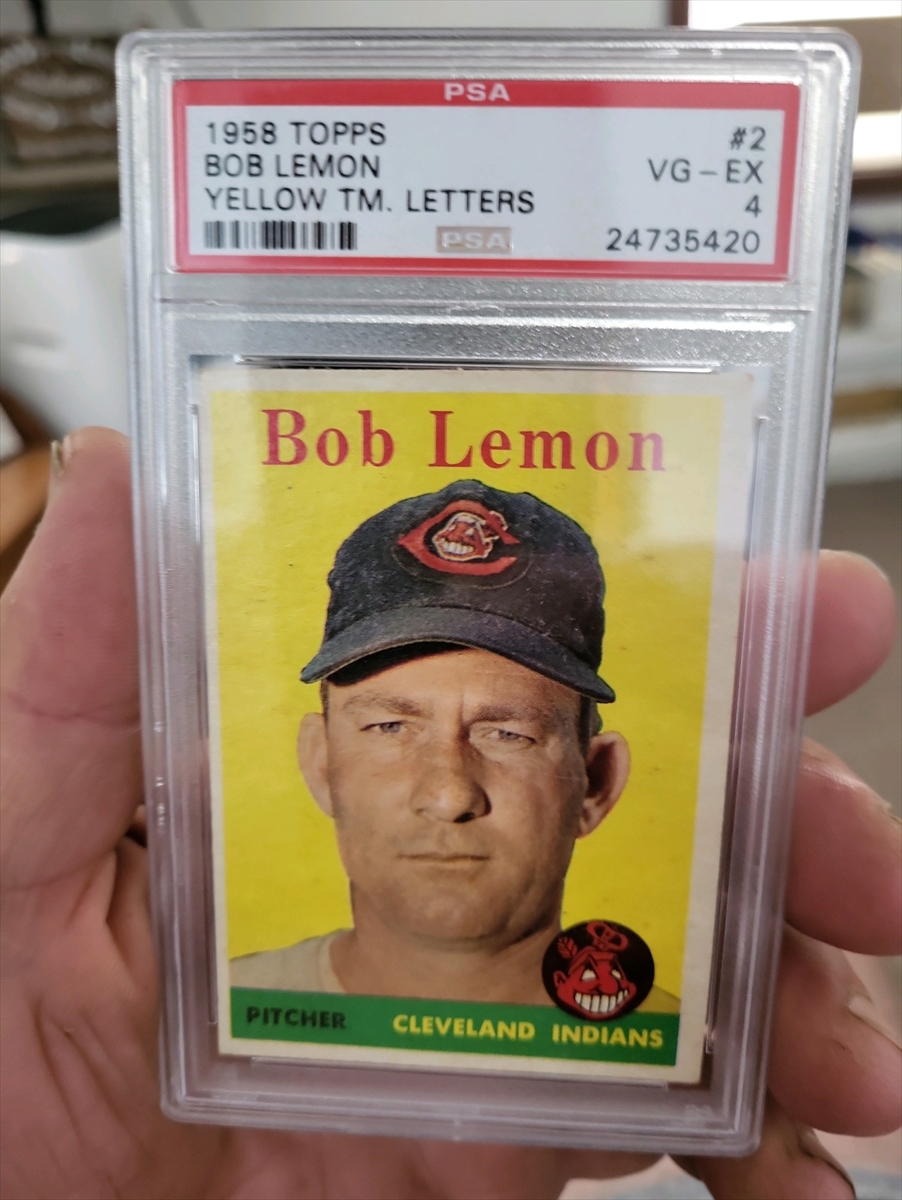 PSA
1958 TOPPS #2
BOB LEMON VG-EX
YELLOW TM. LETTERS 4
PSA 24735420
Bob Lemon
C
PITCHER CLEVELAND INDIANS